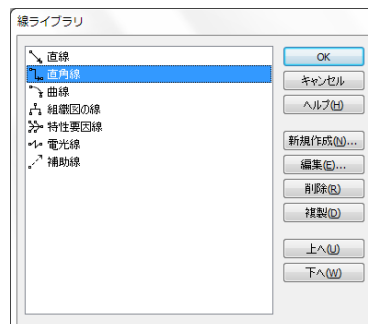 線ライブラリ
直線
直角線
曲線
組織図の線
特性要因線
電光線
補助線
OK
キャンセル
ヘルプ(H)
新規作成(N)...
編集(E)...
削除(R)
複製(D)
上へ(U)
下へ(W)